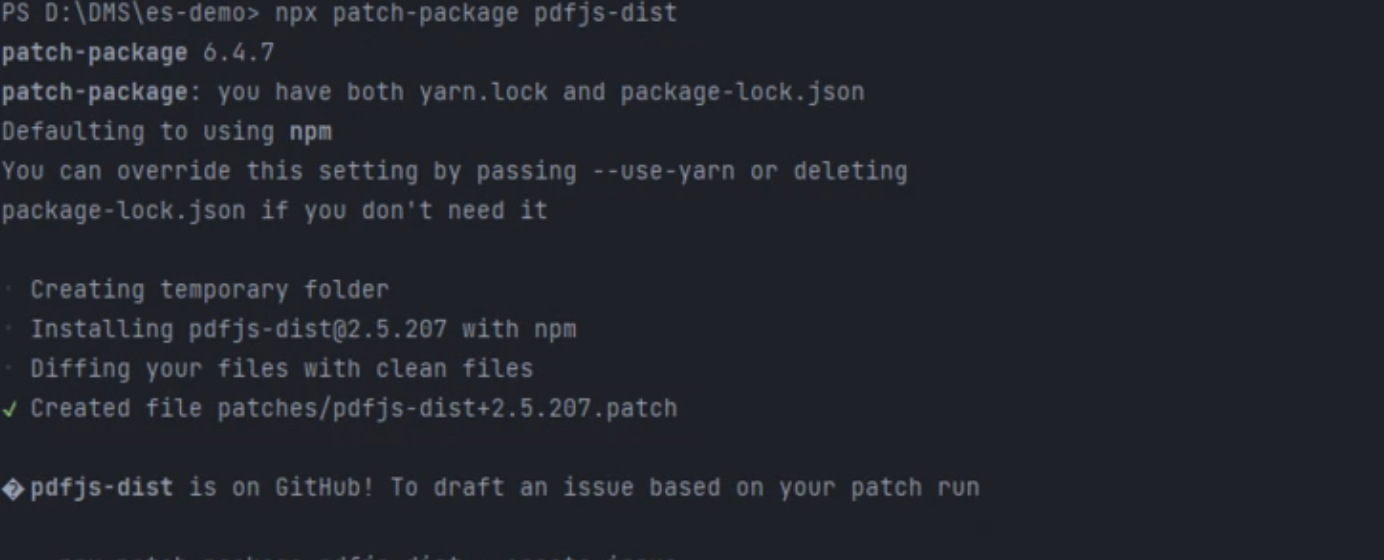 PS D:\DMS\es-demo> npx patch-package pdfjs-dist
patch-package 6.4.7
patch-package: you have both yarn.lock and package-lock.json
Defaulting to using npm
You can override this setting by passing --use-yarn or deleting
package-lock.json if you don't need it
· Creating temporary folder
· Installing pdfjs-dist@2.5.207 with npm
· Diffing your files with clean files
✓ Created file patches/pdfjs-dist+2.5.207.patch
�pdfjs-dist is on GitHub! To draft an issue based on your patch run